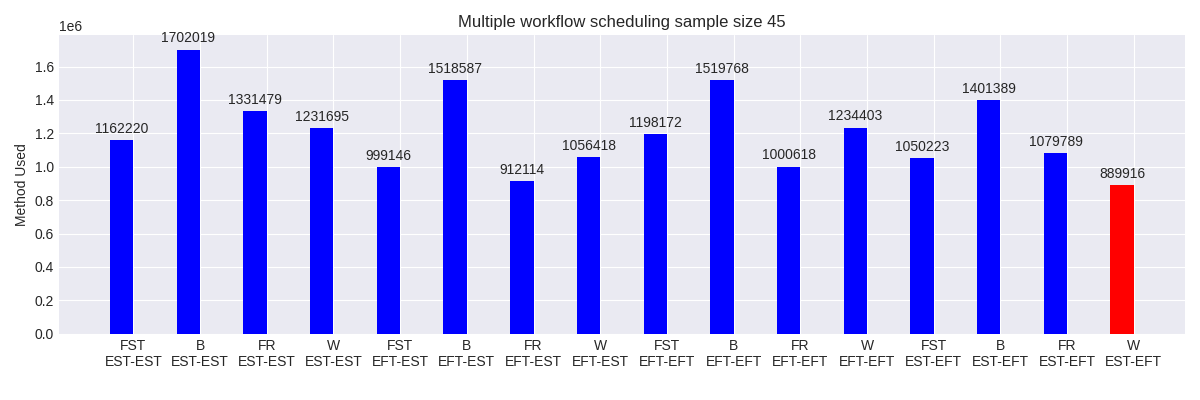 Multiple workflow scheduling sample size 45
1e6
Method Used
1.6
1.4
1.2
1.0
0.8
0.6
0.4
0.2
0.0
1162220
1702019
1331479
1231695
999146
1518587
912114
1056418
1198172
1519768
1000618
1234403
1050223
1401389
1079789
889916
FST
EST-EST
B
EST-EST
FR
EST-EST
W
EST-EST
FST
EFT-EST
B
EFT-EST
FR
EFT-EST
W
EFT-EST
FST
EFT-EFT
B
EFT-EFT
FR
EFT-EFT
W
EFT-EFT
FST
EST-EFT
B
EST-EFT
FR
EST-EFT
W
EST-EFT